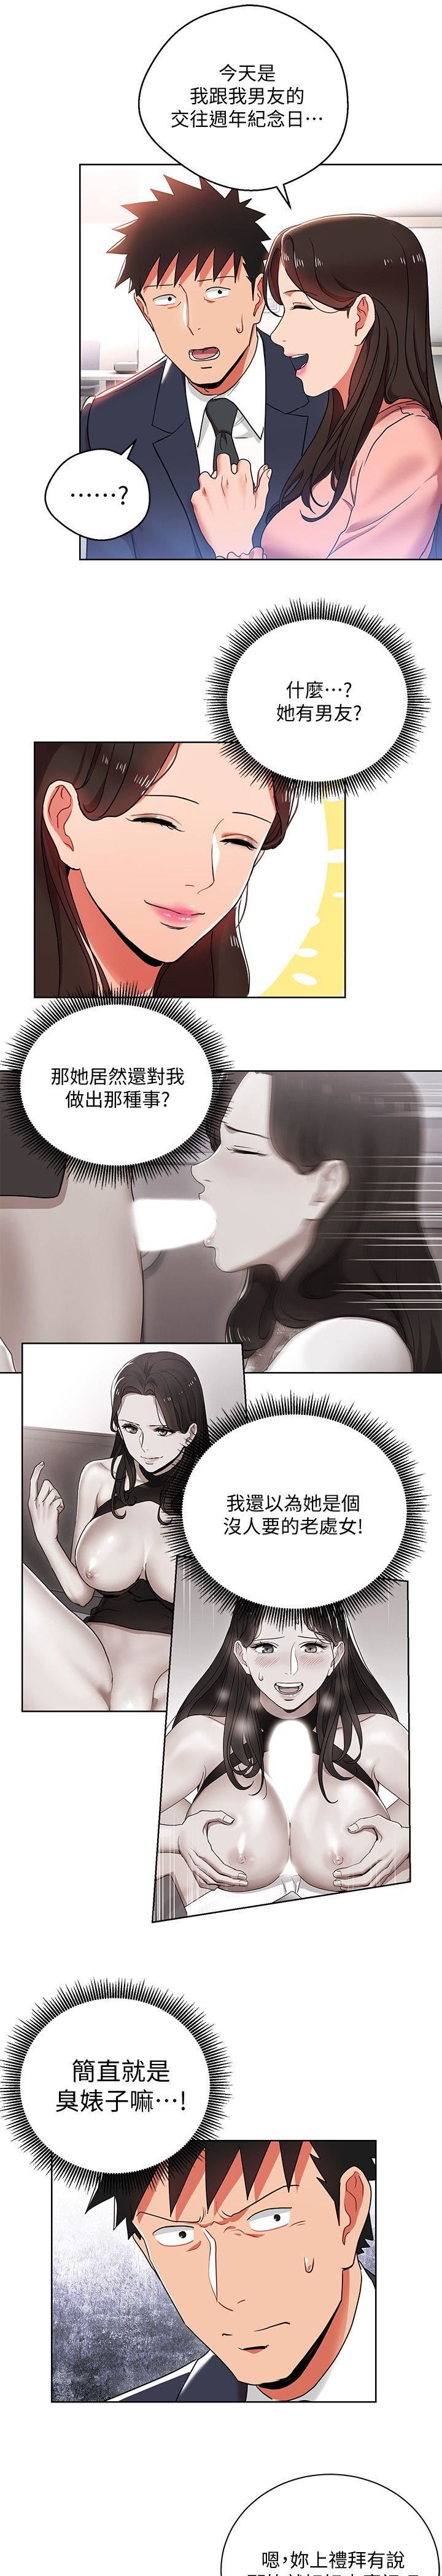 今天是
我跟我男友的
交往週年紀念日…
……?
什麼…?
她有男友?
那她居然還對我
做出那種事?
我還以為她是個
沒人要的老處女!
簡直就是
臭婊子嘛…!
嗯,妳上禮拜有說